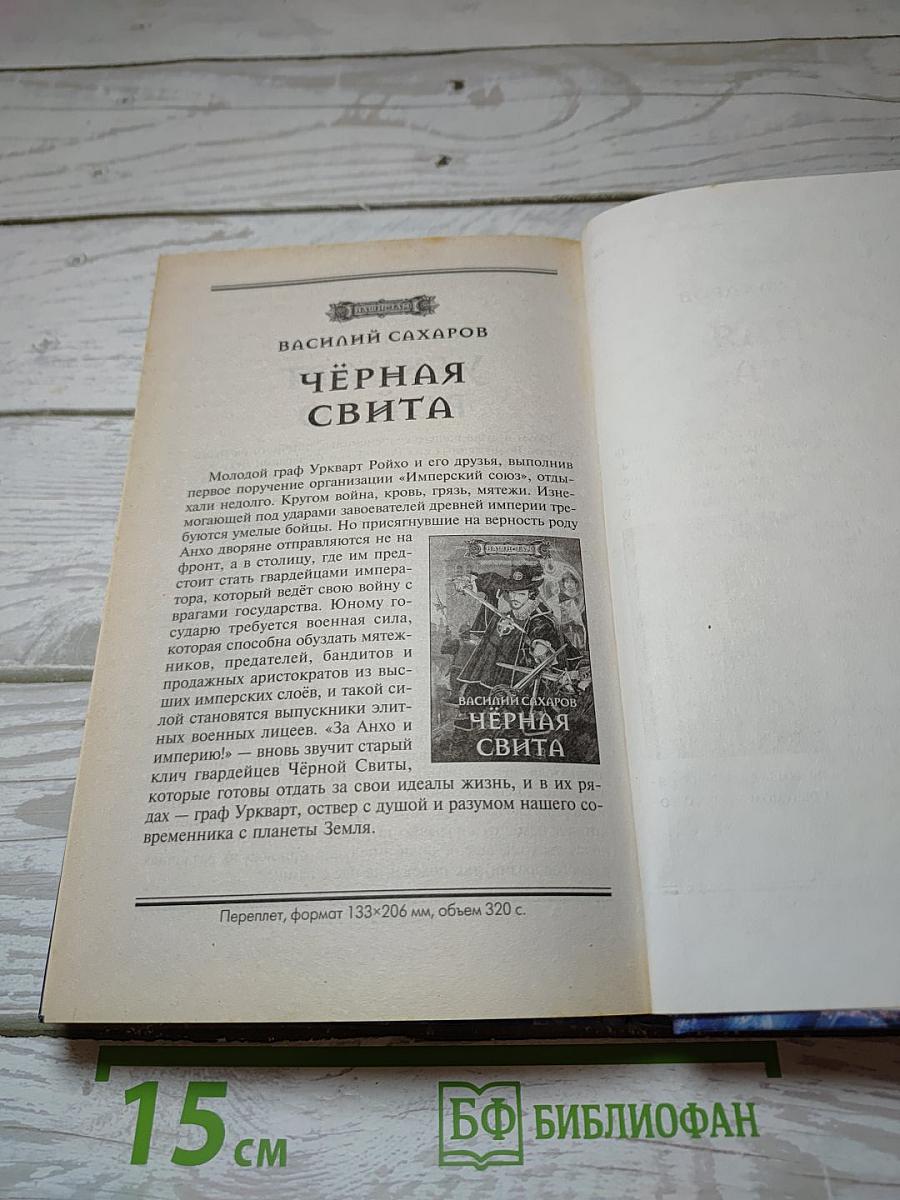 ВАСИЛИЙ САХАРОВ
ЧЁРНАЯ
СВИТА
Молодой граф Уркварт Ройхо и его друзья, выполнив
первое поручение организации «Имперский союз», отды-
хали недолго. Кругом война, кровь, грязь, мятежи. Изне-
могающей под ударами завоевателей древней империи тре-
буются умелые бойцы. Но присягнувшие на верность роду
Анхо дворяне отправляются не на
фронт, а в столицу, где им пред-
стоит стать гвардейцами импера-
тора, который ведёт свою войну с
врагами государства. Юному го-
сударю требуется военная сила,
которая способна обуздать мятеж-
ников, предателей, бандитов и
продажных аристократов из выс-
ших имперских слоёв, и такой си-
лой становятся выпускники элит-
ных военных лицеев. «За Анхо и
империю!» — вновь звучит старый
клич гвардейцев Чёрной Свиты,
которые готовы отдать за свои идеалы жизнь, и в их ря-
дах — граф Уркварт, оствер с душой и разумом нашего со-
временника с планеты Земля.
ВАСИЛИЙ САХАРОВ
ЧЁРНАЯ
СВИТА
Переплет, формат 133×206 мм, объем 320 с.
15 см
БФ БИБЛИОФАН